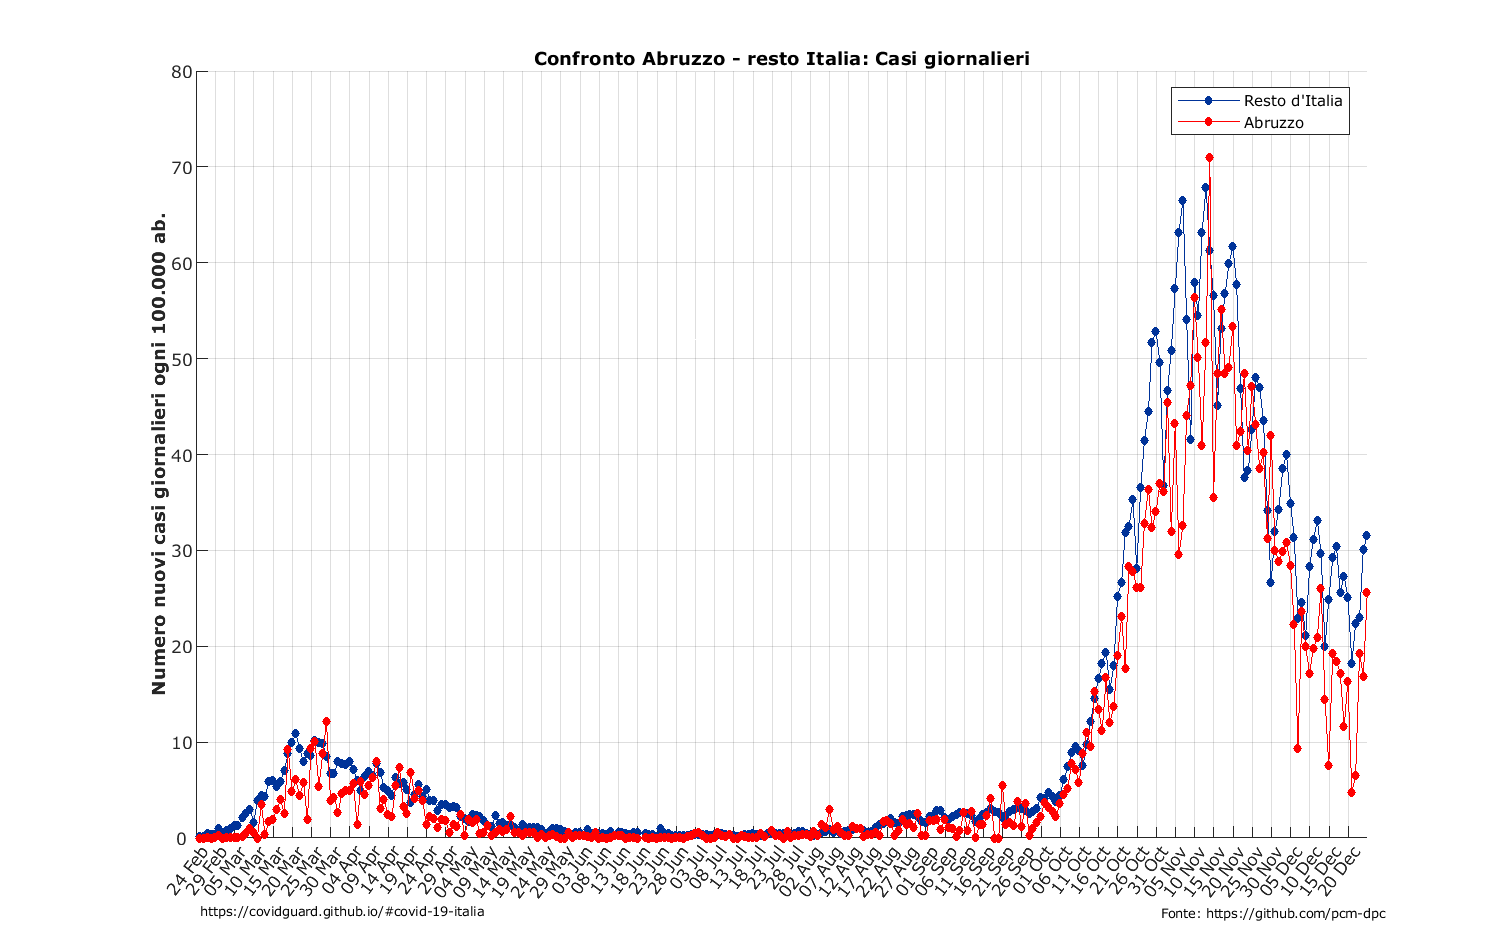 Confronto Abruzzo - resto Italia: Casi giornalieri
Numero nuovi casi giornalieri ogni 100.000 ab.
80
70
60
50
40
30
20
10
0
Resto d'Italia
Abruzzo
24 Feb
29 Feb
05 Mar
10 Mar
15 Mar
20 Mar
25 Mar
30 Mar
04 Apr
09 Apr
14 Apr
19 Apr
24 Apr
29 Apr
04 May
09 May
14 May
19 May
24 May
29 May
03 Jun
08 Jun
13 Jun
18 Jun
23 Jun
28 Jun
03 Jul
08 Jul
13 Jul
18 Jul
23 Jul
28 Jul
02 Aug
07 Aug
12 Aug
17 Aug
22 Aug
27 Aug
01 Sep
06 Sep
11 Sep
16 Sep
21 Sep
26 Sep
01 Oct
06 Oct
11 Oct
16 Oct
21 Oct
26 Oct
31 Oct
05 Nov
10 Nov
15 Nov
20 Nov
25 Nov
30 Nov
05 Dec
10 Dec
15 Dec
20 Dec
https://covidguard.github.io/#covid-19-italia
Fonte: https://github.com/pcm-dpc